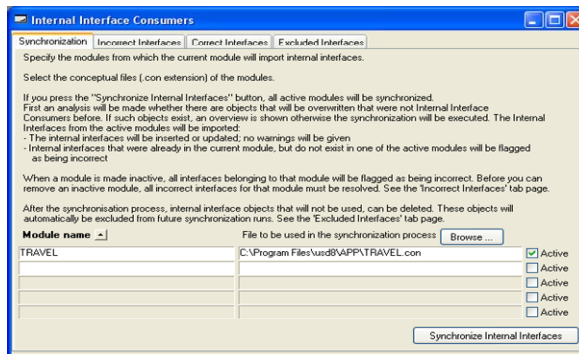 Internal Interface Consumers
Synchronization Incorrect Interfaces Correct Interfaces Excluded Interfaces
Specify the modules from which the current module will import internal interfaces.
Select the conceptual files (.con extension) of the modules.
If you press the "Synchronize Internal Interfaces" button, all active modules will be synchronized.
First an analysis will be made whether there are objects that will be overwritten that were not Internal Interface
Consumers before. If such objects exist, an overview is shown otherwise the synchronization will be executed. The Internal
Interfaces from the active modules will be imported:
- The internal interfaces will be inserted or updated; no warnings will be given
- Internal interfaces that were already in the current module, but do not exist in one of the active modules will be flagged
as being incorrect
When a module is made inactive, all interfaces belonging to that module will be flagged as being incorrect. Before you can
remove an inactive module, all incorrect interfaces for that module must be resolved. See the 'Incorrect Interfaces' tab page.
After the synchronisation process, internal interface objects that will not be used, can be deleted. These objects will
automatically be excluded from future synchronization runs. See the 'Excluded Interfaces' tab page.
Module name File to be used in the synchronization process Browse ...
TRAVEL C:\Program Files\usd8\APP\TRAVEL.con Active
Active
Active
Active
Active
Synchronize Internal Interfaces